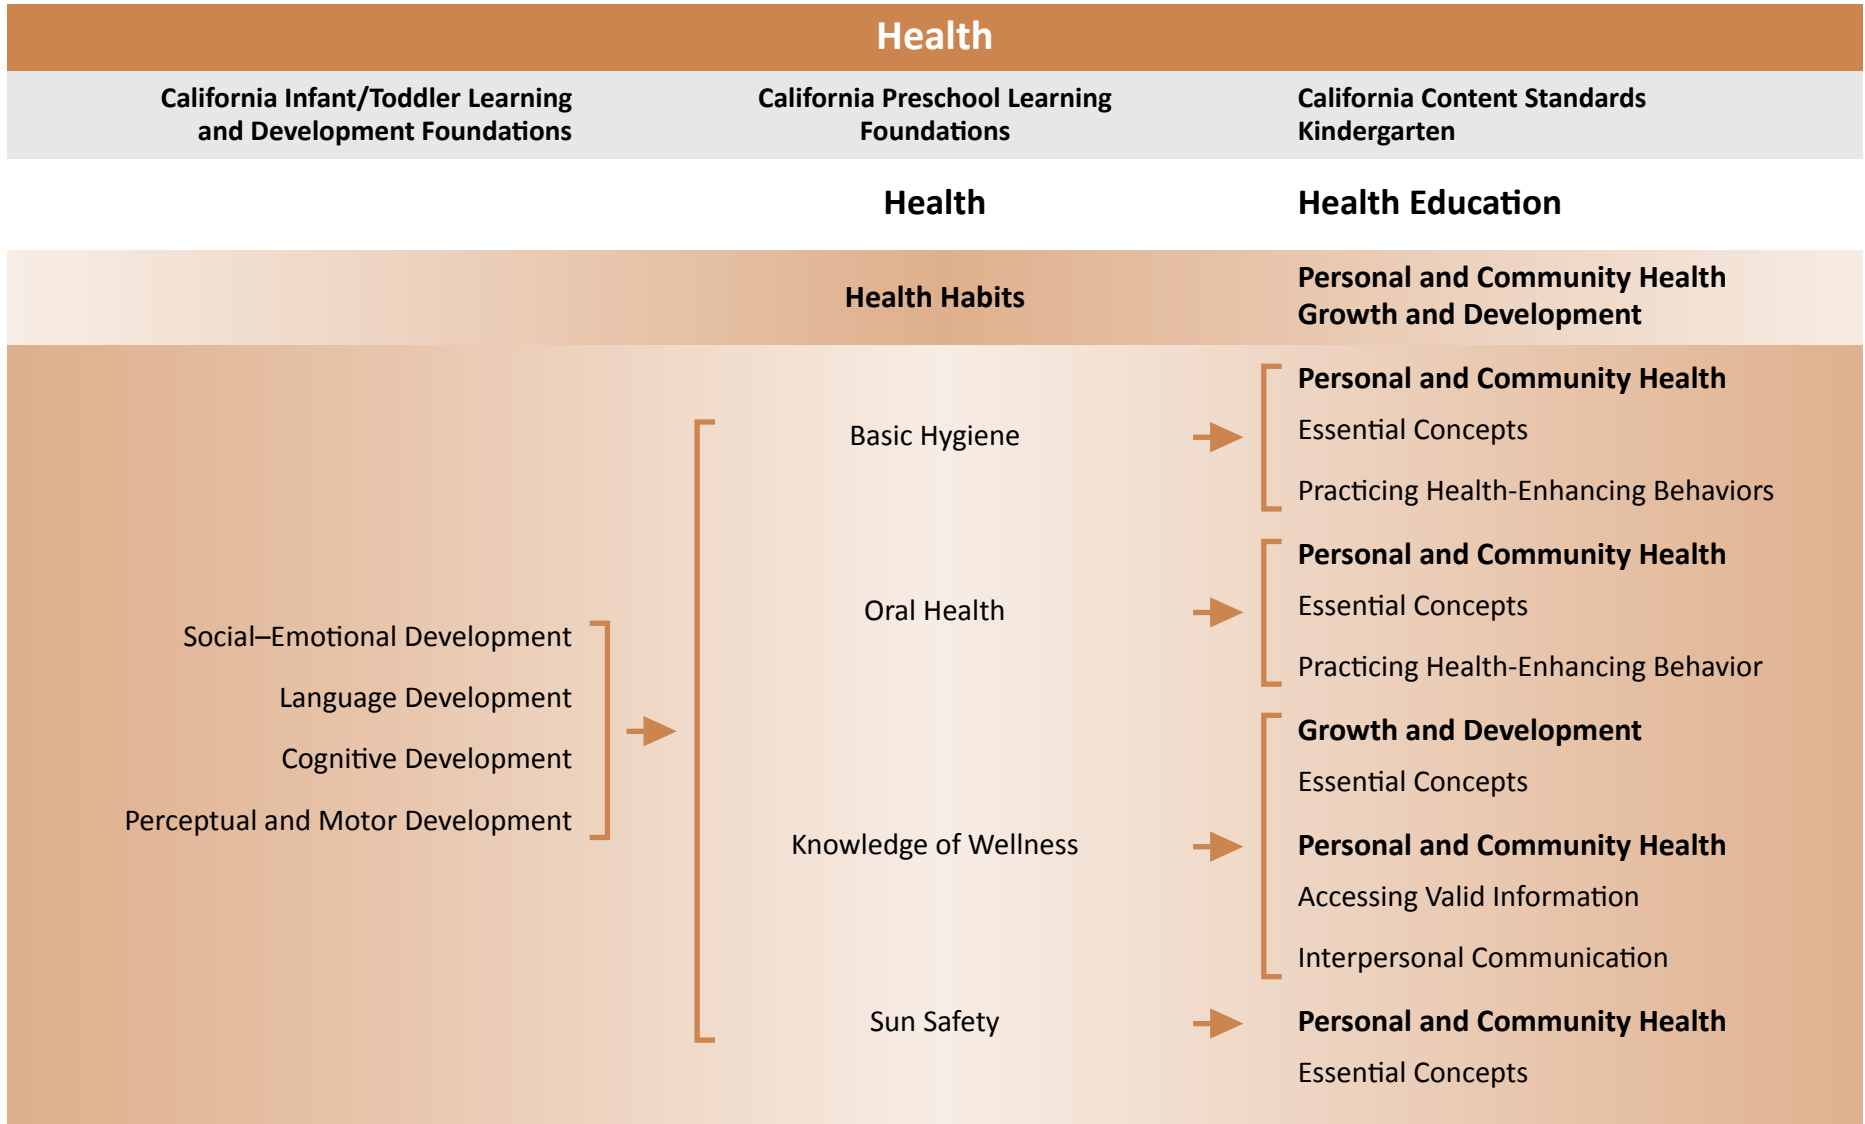 Health
California Infant/Toddler Learning
and Development Foundations
California Preschool Learning
Foundations
California Content Standards
Kindergarten
Health
Health Education
Health Habits
Personal and Community Health
Growth and Development
Social–Emotional Development
Language Development
Cognitive Development
Perceptual and Motor Development
Basic Hygiene
Personal and Community Health
Essential Concepts
Practicing Health-Enhancing Behaviors
Oral Health
Personal and Community Health
Essential Concepts
Practicing Health-Enhancing Behavior
Knowledge of Wellness
Growth and Development
Essential Concepts
Personal and Community Health
Accessing Valid Information
Interpersonal Communication
Sun Safety
Personal and Community Health
Essential Concepts